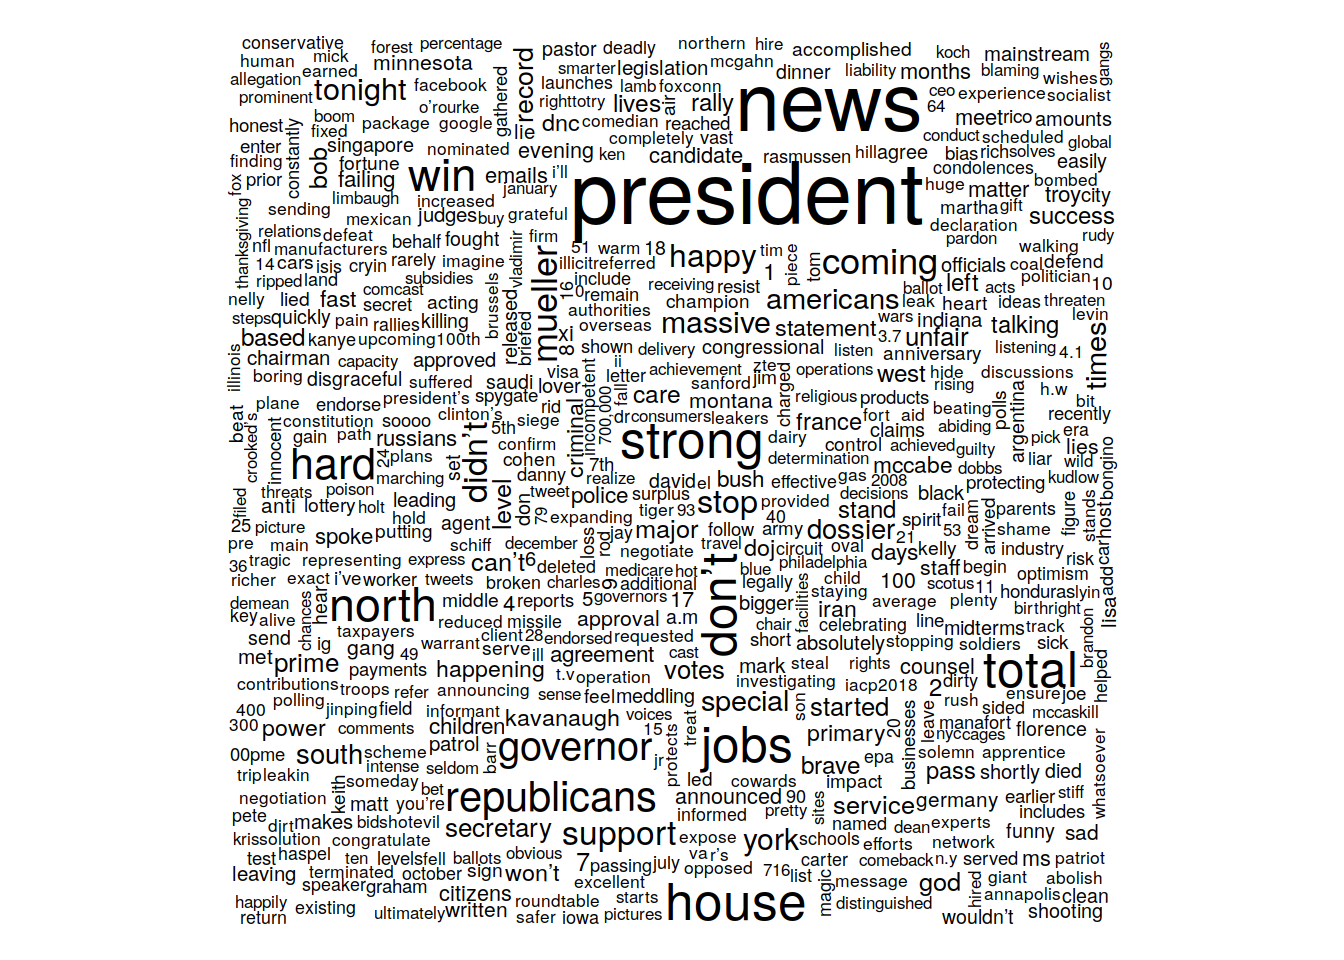 conservative forest percentage record pastor deadly northern hire accomplished koch mainstream gangs
human mick minnesota smarter legislation mcgahn dinner liability months blaming wishes
allegation earned facebook gathered launches lamb foxconn news ceo experience socialist
prominent tonight o’rourke righttotry lives air rally 64 meet rico amounts
honest boom package google lie dnc comedian reached conduct scheduled global
constantly fixed completely vast
enter bob singapore nominated evening ken candidate rasmussen hill agree bias rich solves easily
finding fortune win emails i’ll president condolences
fox prior failing january huge matter bombed
limbaugh increased troy city
thanksgiving sending mexican judges buy grateful martha gift success
relations defeat firm declaration rudy
nfl manufacturers behalf fought vladimir mueller 51 warm 18 happy tim piece tom coming pardon walking
14 cars isis cryin rarely imagine illicit referred 1 officials coal defend
ripped land subsidies 16 include receiving resist ballot left acts politician 10
nelly lied fast comcast secret acting brussels 0 remain champion americans leak heart ideas threaten
steps quickly pain rallies killing released briefed xi authorities massive wars indiana talking levin times
based kanye upcoming 100th overseas statement 3.7 unfair
illinois chairman capacity approved 8 shown delivery congressional listen anniversary listening 4.1
boring disgraceful suffered saudi visa ii achievement zte operations west hide discussions
beat plane endorse president’s spygate lover incompetent fall letter care sanford jim charged religious products rising argentina h.w bit
constitution soooo clinton’s rid criminal 700,000 montana beating polls recently
crooked’s innocent gain path russians didn’t 5th siege dr consumers leakers dairy france fort aid abiding era
hard 24 plans set confirm strong control claims achieved guilty pick lies bongino
marching cohen 7th determination mccabe dobbs liar wild
threats poison level danny realize david el bush effective gas 2008 protecting kudlow
filed anti lottery holt leading don tweet police surplus stop provided decisions black parents host
25 picture hold agent 79 expanding tiger 93 40 stand spirit fail dream arrived figure stands car
pre main spoke putting loss rod jay major follow army dossier 21 53 shame
36 tragic representing express schiff december negotiate don’t travel doj circuit oval days kelly industry risk add
richer exact i’ve worker tweets can’t 6 deleted medicare hot blue philadelphia staff begin optimism lisa
demean chances hear north broken charles 9 additional legally child 100 scotus 11 honduras lyin
key alive middle 4 reports 5 governors 17 bigger facilities staying average plenty birthright
taxpayers reduced missile approval a.m iran celebrating line midterms track brandon
send ig gang warrant client 28 endorsed requested chair short absolutely stopping soldiers sick
met prime 49 serve ill agreement cast mark steal rights counsel total helped
contributions payments happening t.v operation votes investigating iacp2018 2 dirty
polling troops refer announcing sense feel meddling son rush ensure joe
400 jinping field informant kavanaugh voices treat special started businesses leave manafort sided mccaskill
300 power comments children 15 jobs primary 20 nyc cages florence
00pme south scheme patrol barr governor jr protects brave epa solemn apprentice whatsoever
trip leakin intense seldom led cowards impact pass shortly died
negotiation keith someday bet republicans announced 90 sites service germany earlier stiff
pete matt you’re informed pretty includes
dirt makes bids hot evil secretary support named dean experts funny sad
kris solution congratulate expose york schools efforts network
test haspel ten levels fell ballots obvious 7 passing july va r’s carter comeback n.y served ms patriot
leaving terminated october sign won’t opposed 716 list magic message god hired giant abolish
speaker graham excellent annapolis clean
happily existing citizens roundtable starts house distinguished
return ultimately written safer iowa pictures wouldn’t shooting